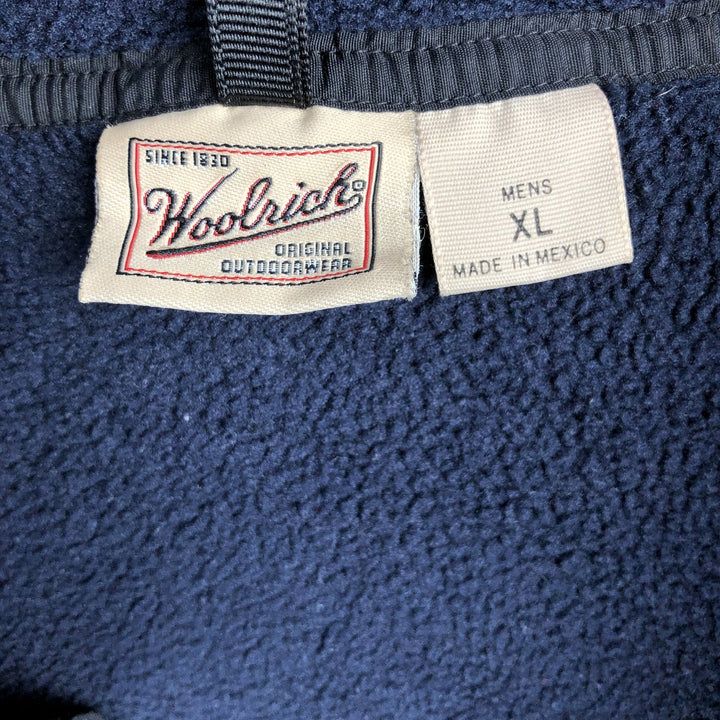 SINCE 1830
Woolrich
ORIGINAL
OUTDOORWEAR
MENS
XL
MADE IN MEXICO